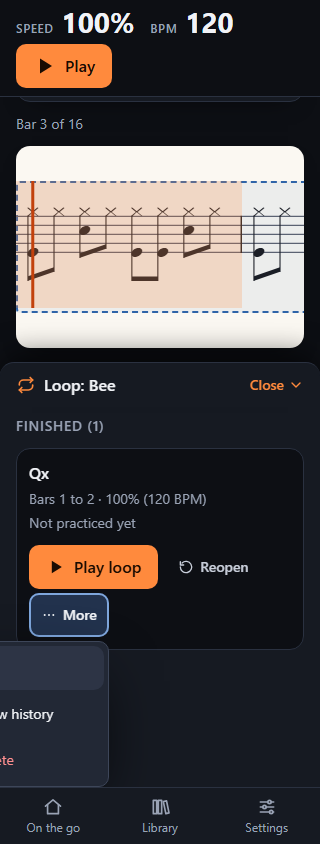 SPEED 100% BPM 120
Play
Bar 3 of 16
Loop: Bee Close
FINISHED (1)
Qx
Bars 1 to 2 · 100% (120 BPM)
Not practiced yet
Play loop Reopen
More
history
On the go Library Settings